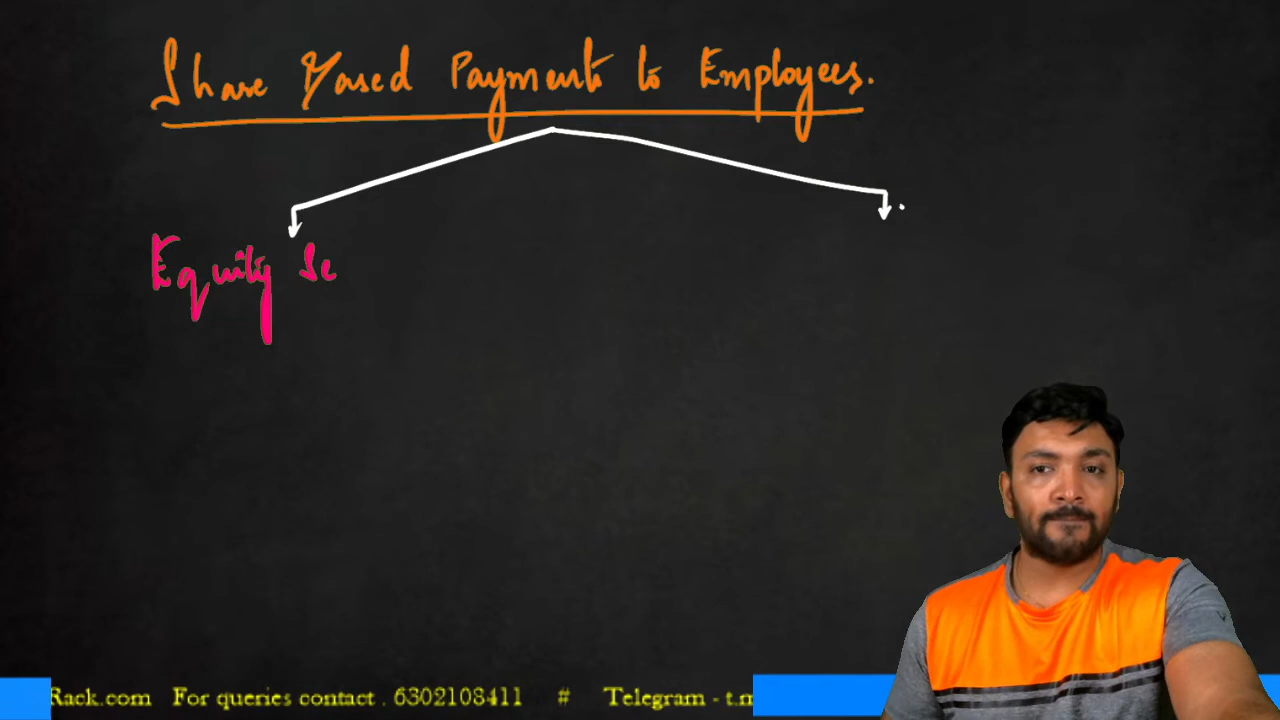 Share Based Payments to Employees.
Equity Se
Rack.com For queries contact . 6302108411 # Telegram - t.m